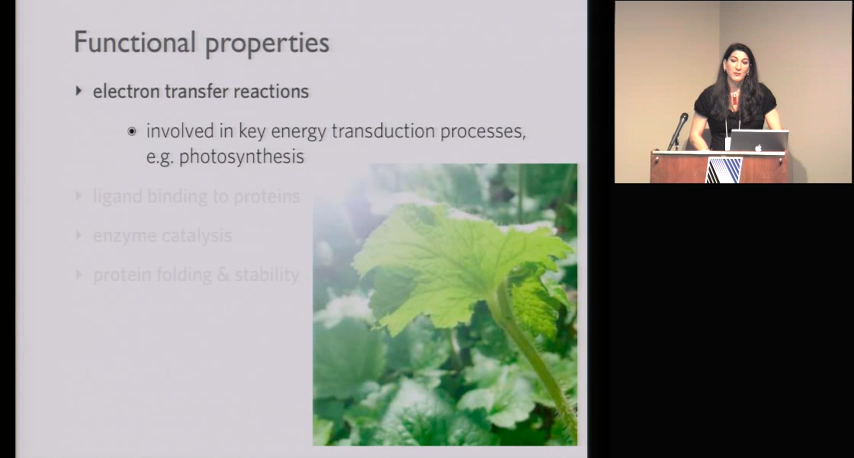 Functional properties
electron transfer reactions
involved in key energy transduction processes,
e.g. photosynthesis
ligand binding to proteins
enzyme catalysis
protein folding & stability